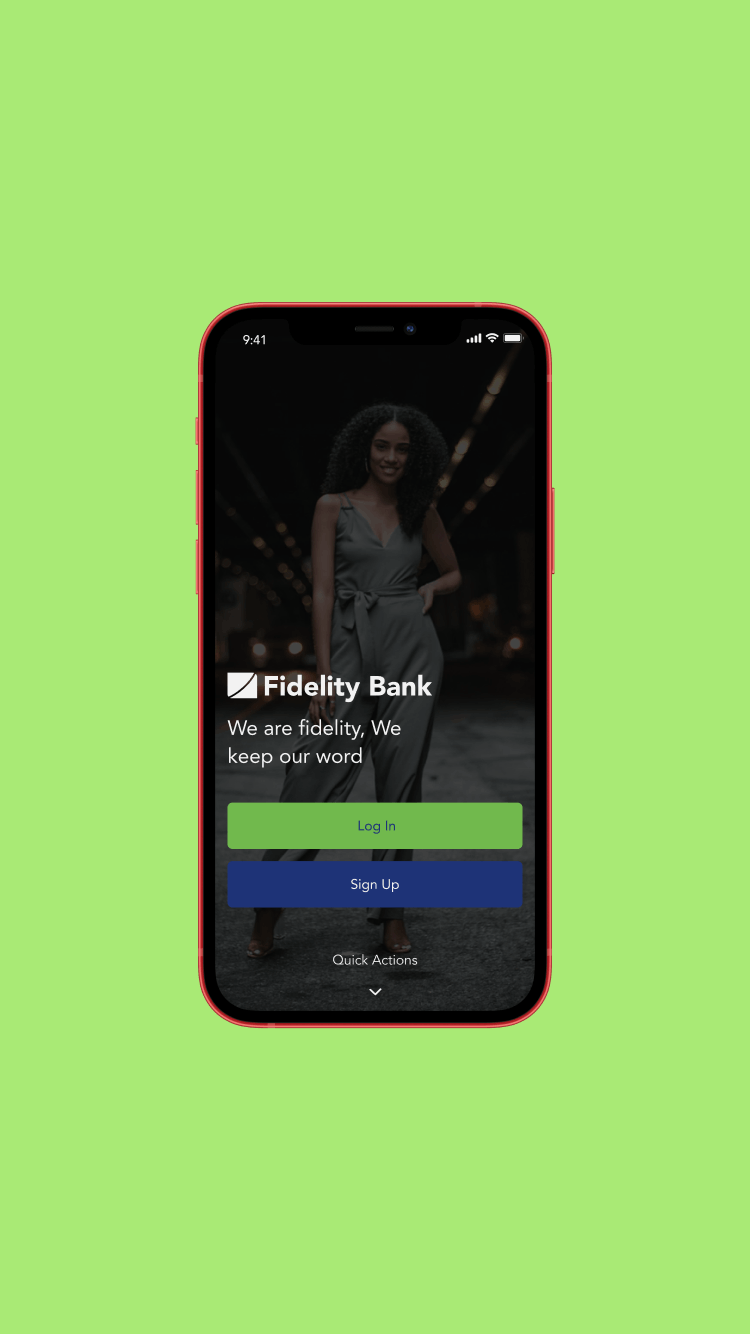 9:41
Fidelity Bank
We are fidelity, We
keep our word
Log In
Sign Up
Quick Actions